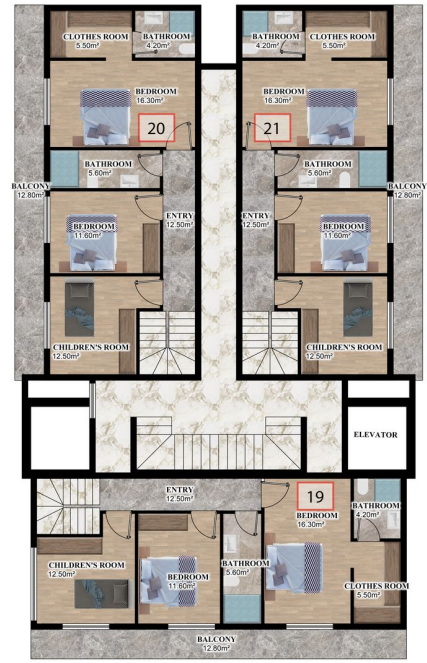 CLOTHES ROOM
5.50m²
BATHROOM
4.20m²
BEDROOM
16.30m²
20
BATHROOM
5.60m²
BALCONY
12.80m²
BEDROOM
11.60m²
ENTRY
12.50m²
CHILDREN'S ROOM
12.50m²
BATHROOM
4.20m²
CLOTHES ROOM
5.50m²
BEDROOM
16.30m²
21
BATHROOM
5.60m²
BALCONY
12.80m²
ENTRY
12.50m²
BEDROOM
11.60m²
CHILDREN'S ROOM
12.50m²
ELEVATOR
ENTRY
12.50m²
19
BEDROOM
16.30m²
BATHROOM
4.20m²
CHILDREN'S ROOM
12.50m²
BEDROOM
11.60m²
BATHROOM
5.60m²
CLOTHES ROOM
5.50m²
BALCONY
12.80m²